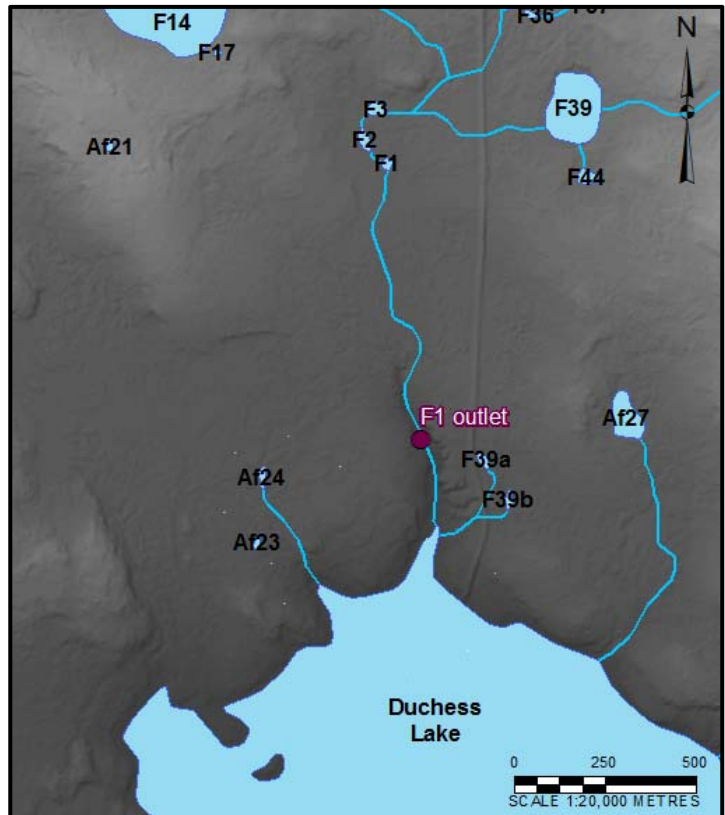 F14
F36
N
F17
F3
F39
F2
Af21
F1
F44
F1 outlet
Af27
F39a
Af24
F39b
Af23
Duchess
Lake
0 250 500
SCALE 1:20,000 METRES